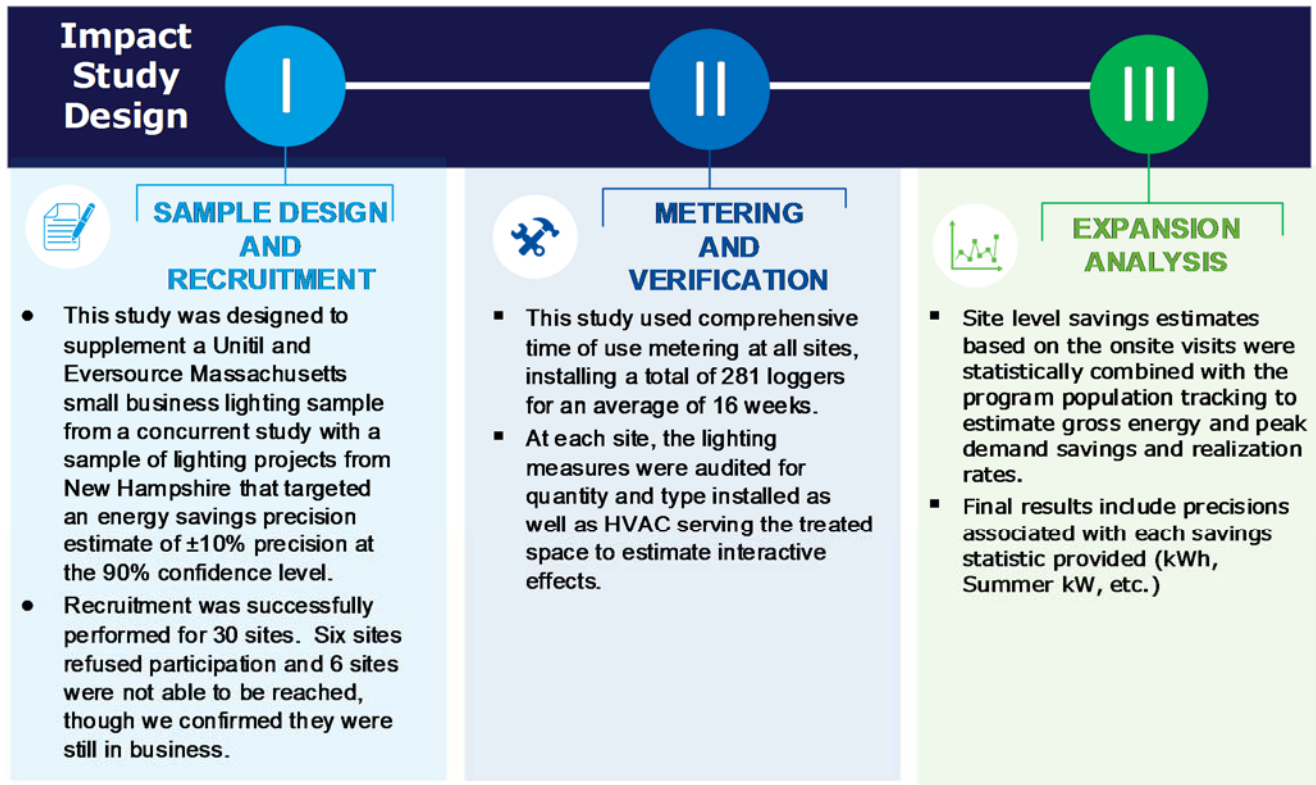 Impact
Study
Design
I
II
III
SAMPLE DESIGN
AND
RECRUITMENT
● This study was designed to
supplement a Unitil and
Eversource Massachusetts
small business lighting sample
from a concurrent study with a
sample of lighting projects from
New Hampshire that targeted
an energy savings precision
estimate of ±10% precision at
the 90% confidence level.
● Recruitment was successfully
performed for 30 sites. Six sites
refused participation and 6 sites
were not able to be reached,
though we confirmed they were
still in business.
METERING
AND
VERIFICATION
▪ This study used comprehensive
time of use metering at all sites,
installing a total of 281 loggers
for an average of 16 weeks.
▪ At each site, the lighting
measures were audited for
quantity and type installed as
well as HVAC serving the treated
space to estimate interactive
effects.
EXPANSION
ANALYSIS
▪ Site level savings estimates
based on the onsite visits were
statistically combined with the
program population tracking to
estimate gross energy and peak
demand savings and realization
rates.
▪ Final results include precisions
associated with each savings
statistic provided (kWh,
Summer kW, etc.)